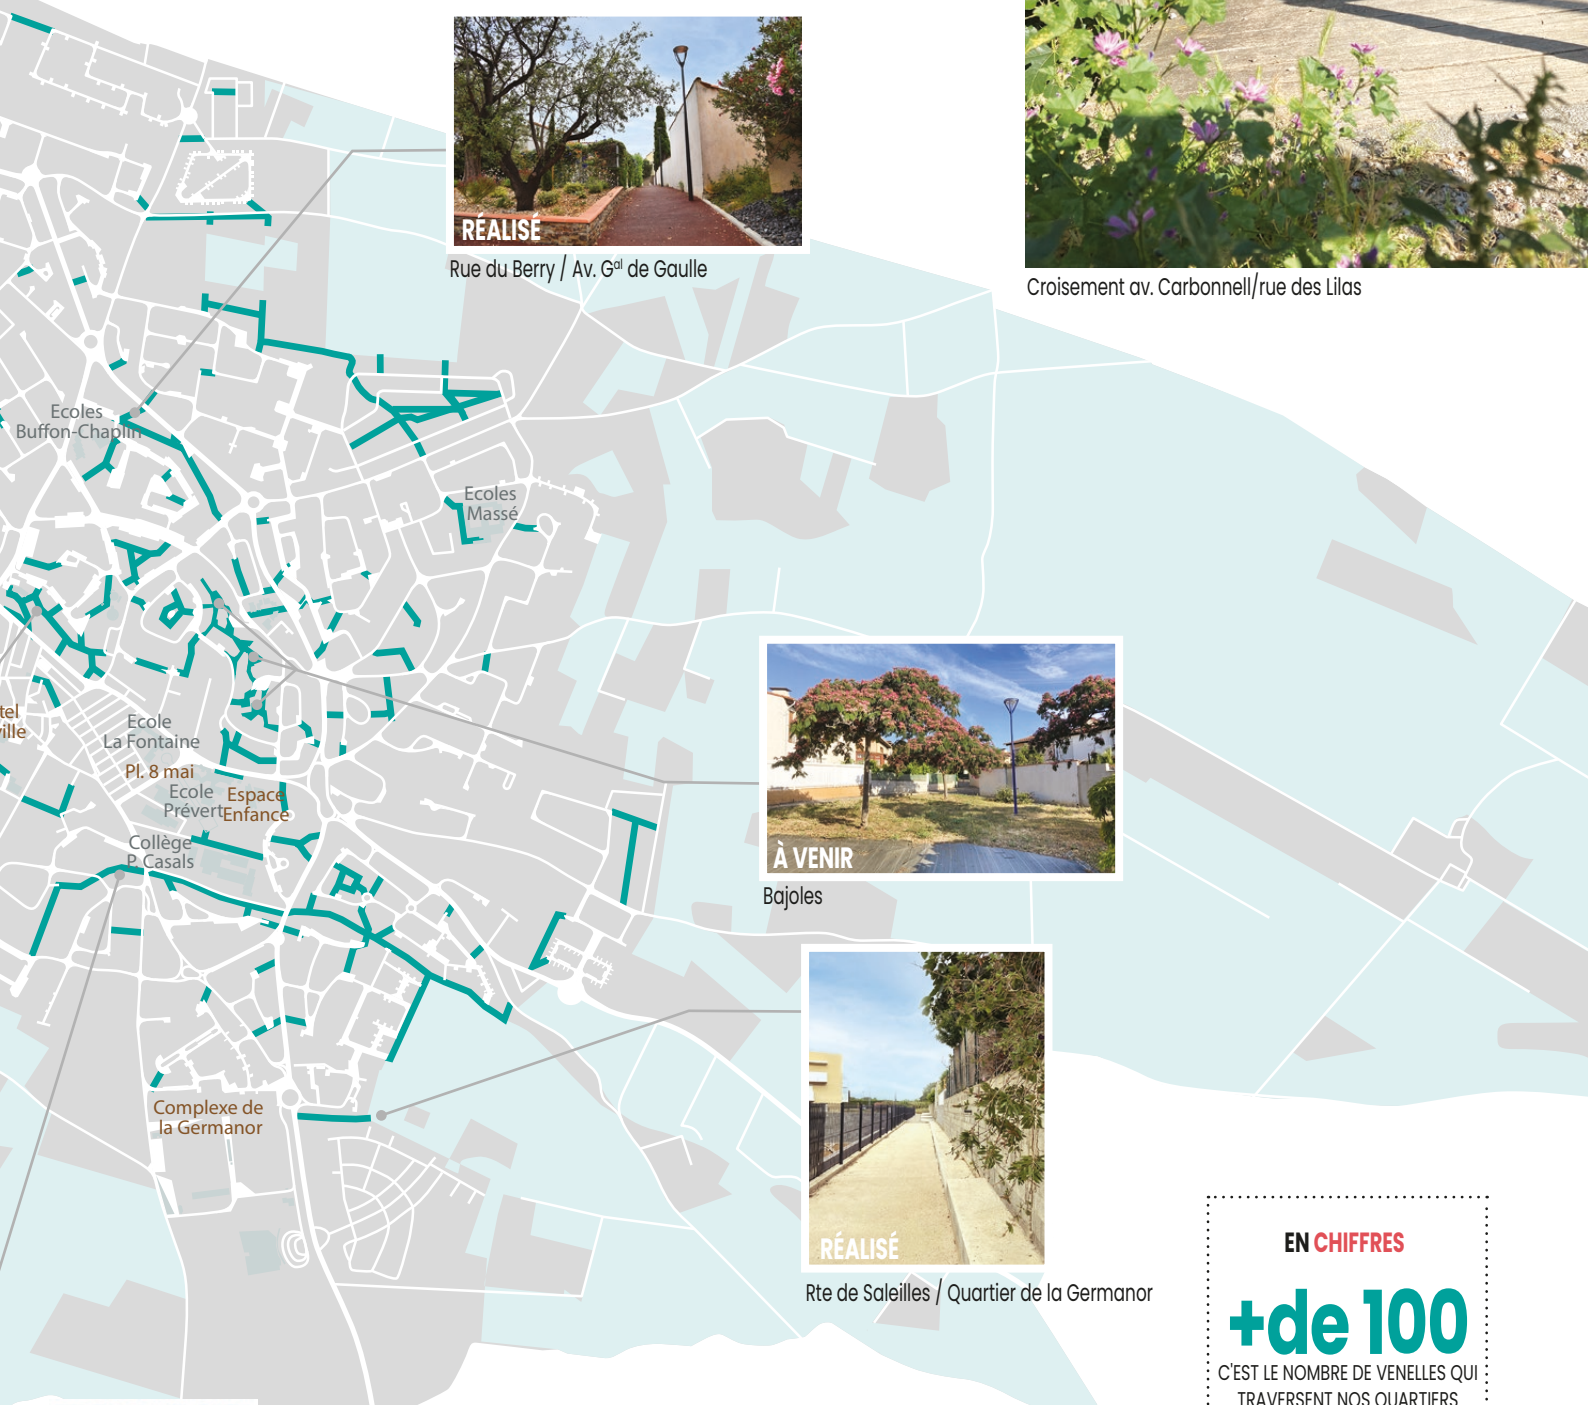 RÉALISÉ
Rue du Berry / Av. Gal de Gaulle
Croisement av. Carbonnell/rue des Lilas
Ecoles
Buffon-Chaplin
Ecoles
Massé
tel
ville
Ecole
La Fontaine
Pl. 8 mai
Ecole
Prévert
Espace
Enfance
Collège
P. Casals
À VENIR
Bajoles
Complexe de
la Germanor
RÉALISÉ
Rte de Saleilles / Quartier de la Germanor
EN CHIFFRES
+de 100
C'EST LE NOMBRE DE VENELLES QUI
TRAVERSENT NOS QUARTIERS